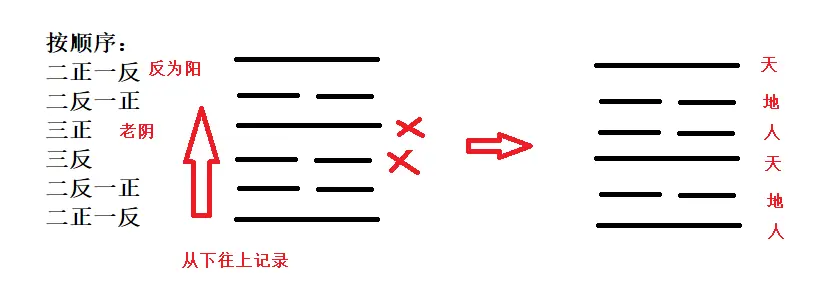 按顺序：
二正一反 反为阳
二反一正
三正 老阴
三反
二反一正
二正一反
从下往上记录
天
地
人
天
地
人